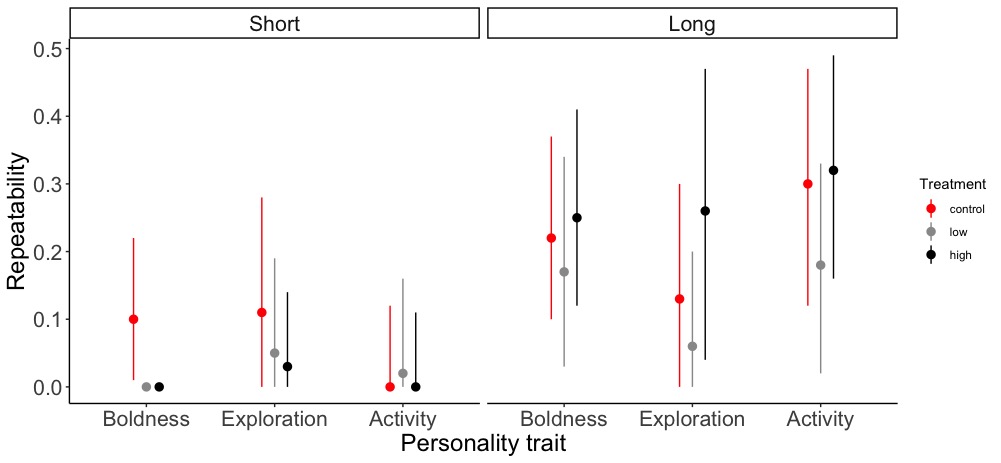 Short Long
Repeatability
0.5
0.4
0.3
0.2
0.1
0.0
Boldness Exploration Activity Boldness Exploration Activity
Personality trait
Treatment
control
low
high